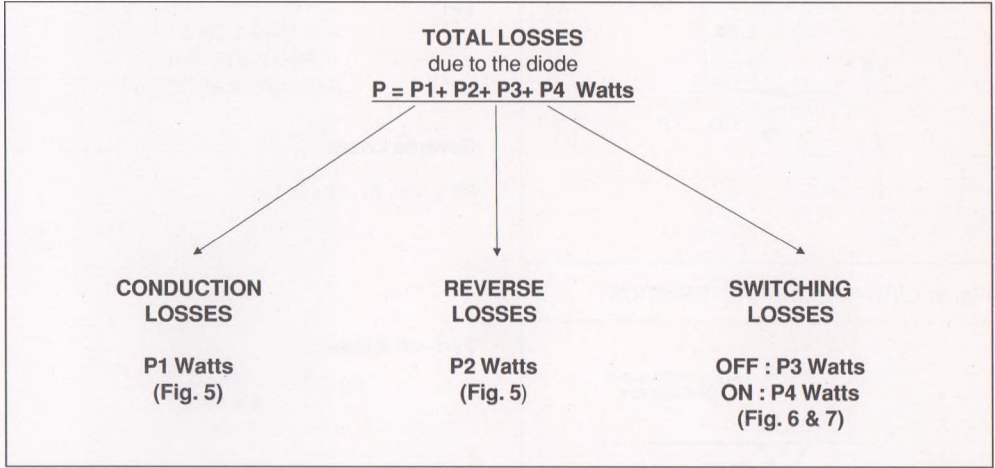 TOTAL LOSSES
due to the diode
P = P1+ P2+ P3+ P4 Watts
CONDUCTION
LOSSES
P1 Watts
(Fig. 5)
REVERSE
LOSSES
P2 Watts
(Fig. 5)
SWITCHING
LOSSES
OFF : P3 Watts
ON : P4 Watts
(Fig. 6 & 7)